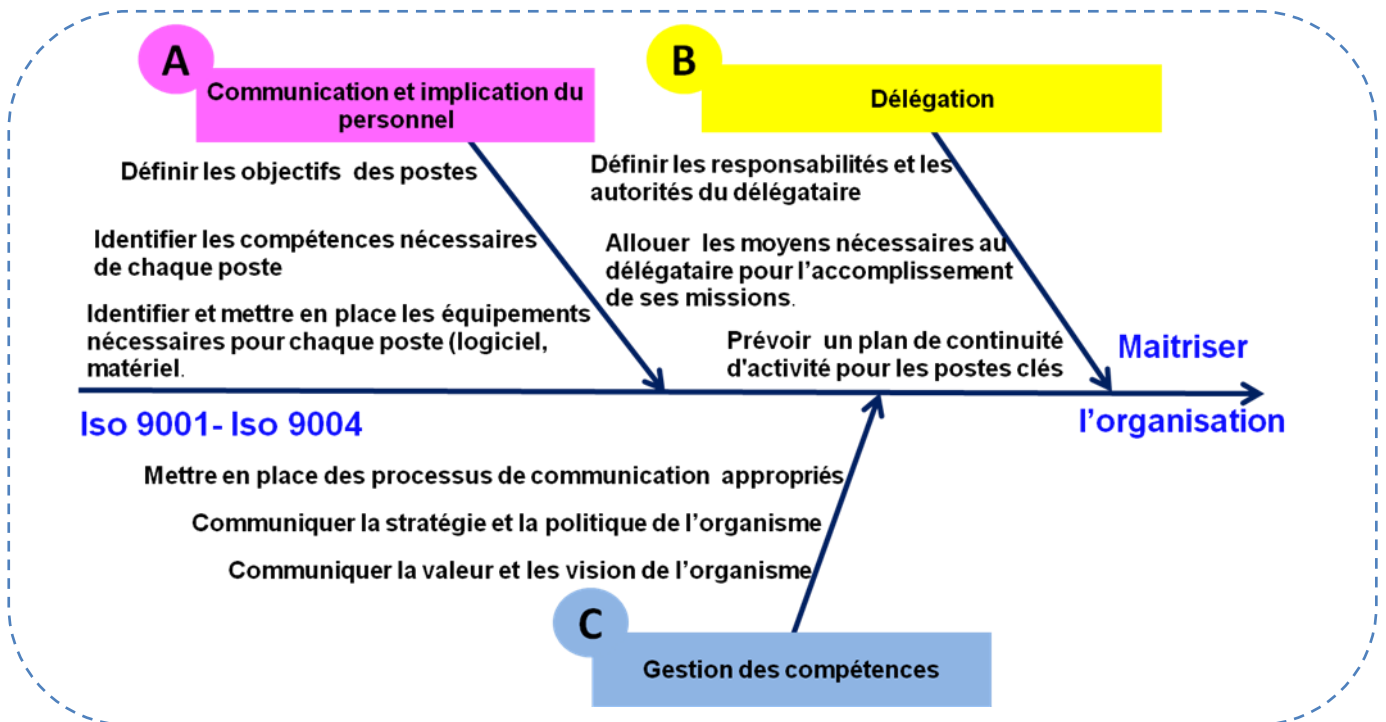 A
Communication et implication du
personnel
Définir les objectifs des postes
Identifier les compétences nécessaires
de chaque poste
Identifier et mettre en place les équipements
nécessaires pour chaque poste (logiciel,
matériel.
B
Délégation
Définir les responsabilités et les
autorités du délégataire
Allouer les moyens nécessaires au
délégataire pour l'accomplissement
de ses missions.
Prévoir un plan de continuité
d'activité pour les postes clés
Maitriser
l'organisation
Iso 9001- Iso 9004
Mettre en place des processus de communication appropriés
Communiquer la stratégie et la politique de l'organisme
Communiquer la valeur et les vision de l'organisme
C
Gestion des compétences